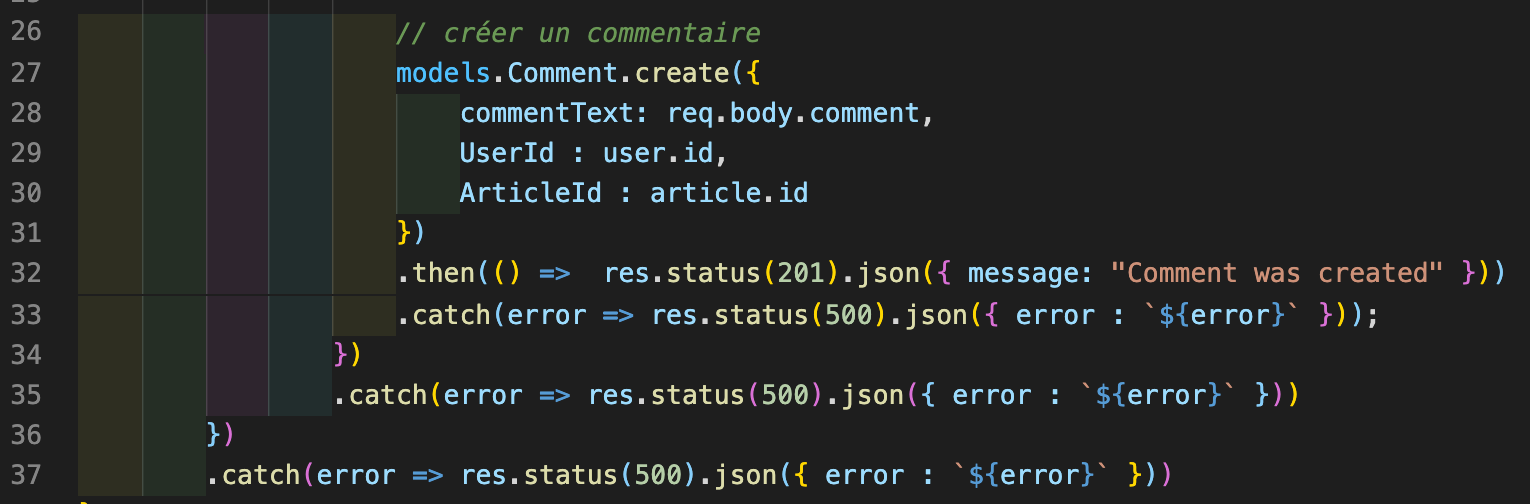 26 // créer un commentaire
27 models.Comment.create({
28 commentText: req.body.comment,
29 UserId : user.id,
30 ArticleId : article.id
31 })
32 .then(() =>  res.status(201).json({ message: "Comment was created" }))
33 .catch(error => res.status(500).json({ error : `${error}` }));
34 })
35 .catch(error => res.status(500).json({ error : `${error}` }))
36 })
37 .catch(error => res.status(500).json({ error : `${error}` }))